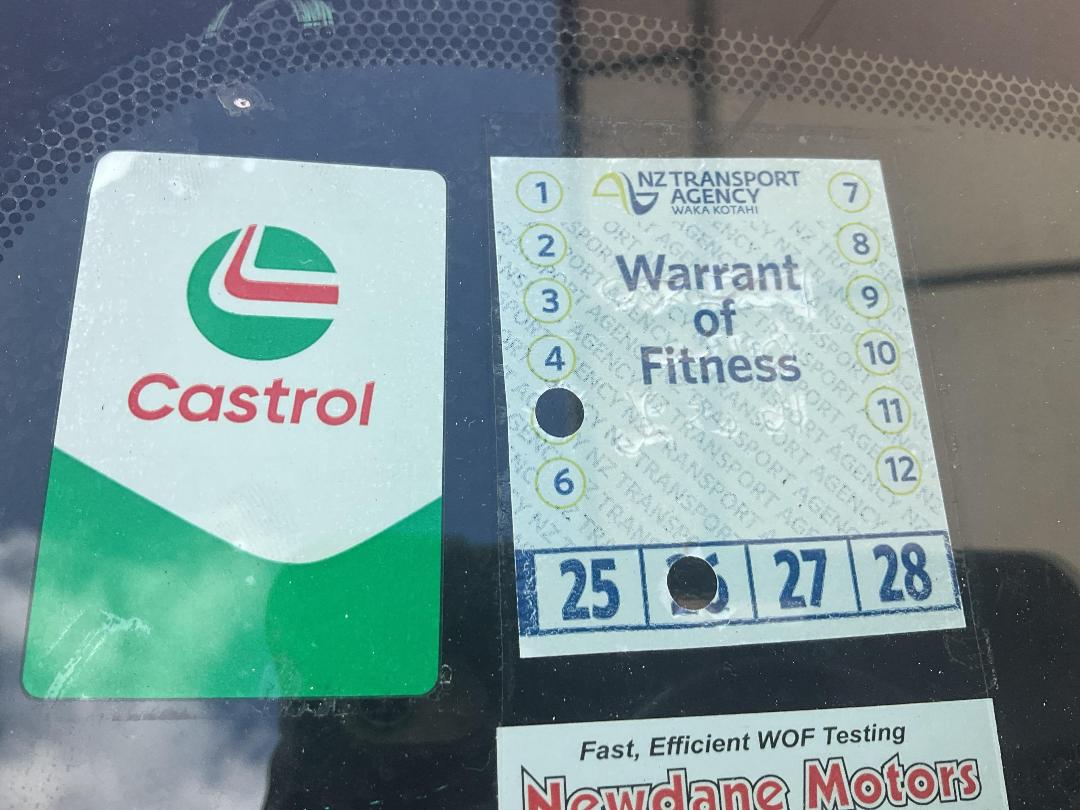 Castrol
NZ TRANSPORT
AGENCY
WAKA KOTAHI
Warrant
of
Fitness
1
2
3
4
6
7
8
9
10
11
12
25 26 27 28
Fast, Efficient WOF Testing
Newdane Motors